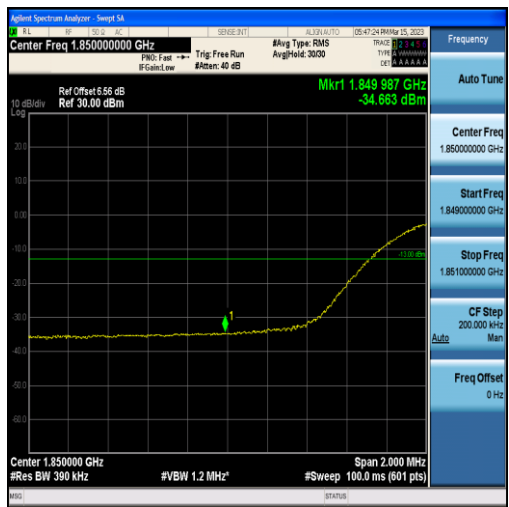 Agilent Spectrum Analyzer - Swept SA
RL RF 50 Ω AC SENSE:INT ALIGN AUTO 05:47:24 PM Mar 15, 2023
Center Freq 1.850000000 GHz
PNO: Fast
IFGain:Low
Trig: Free Run
#Atten: 40 dB
#Avg Type: RMS
Avg|Hold: 30/30
TRACE 1 2 3 4 5 6
TYPE
DET A A A A A A
Ref Offset 6.56 dB
Ref 30.00 dBm
10 dB/div
Log
Mkr1 1.849 987 GHz
-34.663 dBm
20.0
10.0
0.00
-10.0
-13.00 dBm
-20.0
-30.0
1
-40.0
-50.0
-60.0
Center 1.850000 GHz
Span 2.000 MHz
#Res BW 390 kHz
#VBW 1.2 MHz*
#Sweep 100.0 ms (601 pts)
MSG
STATUS
Frequency
Auto Tune
Center Freq
1.850000000 GHz
Start Freq
1.849000000 GHz
Stop Freq
1.851000000 GHz
CF Step
200.000 kHz
Auto Man
Freq Offset
0 Hz